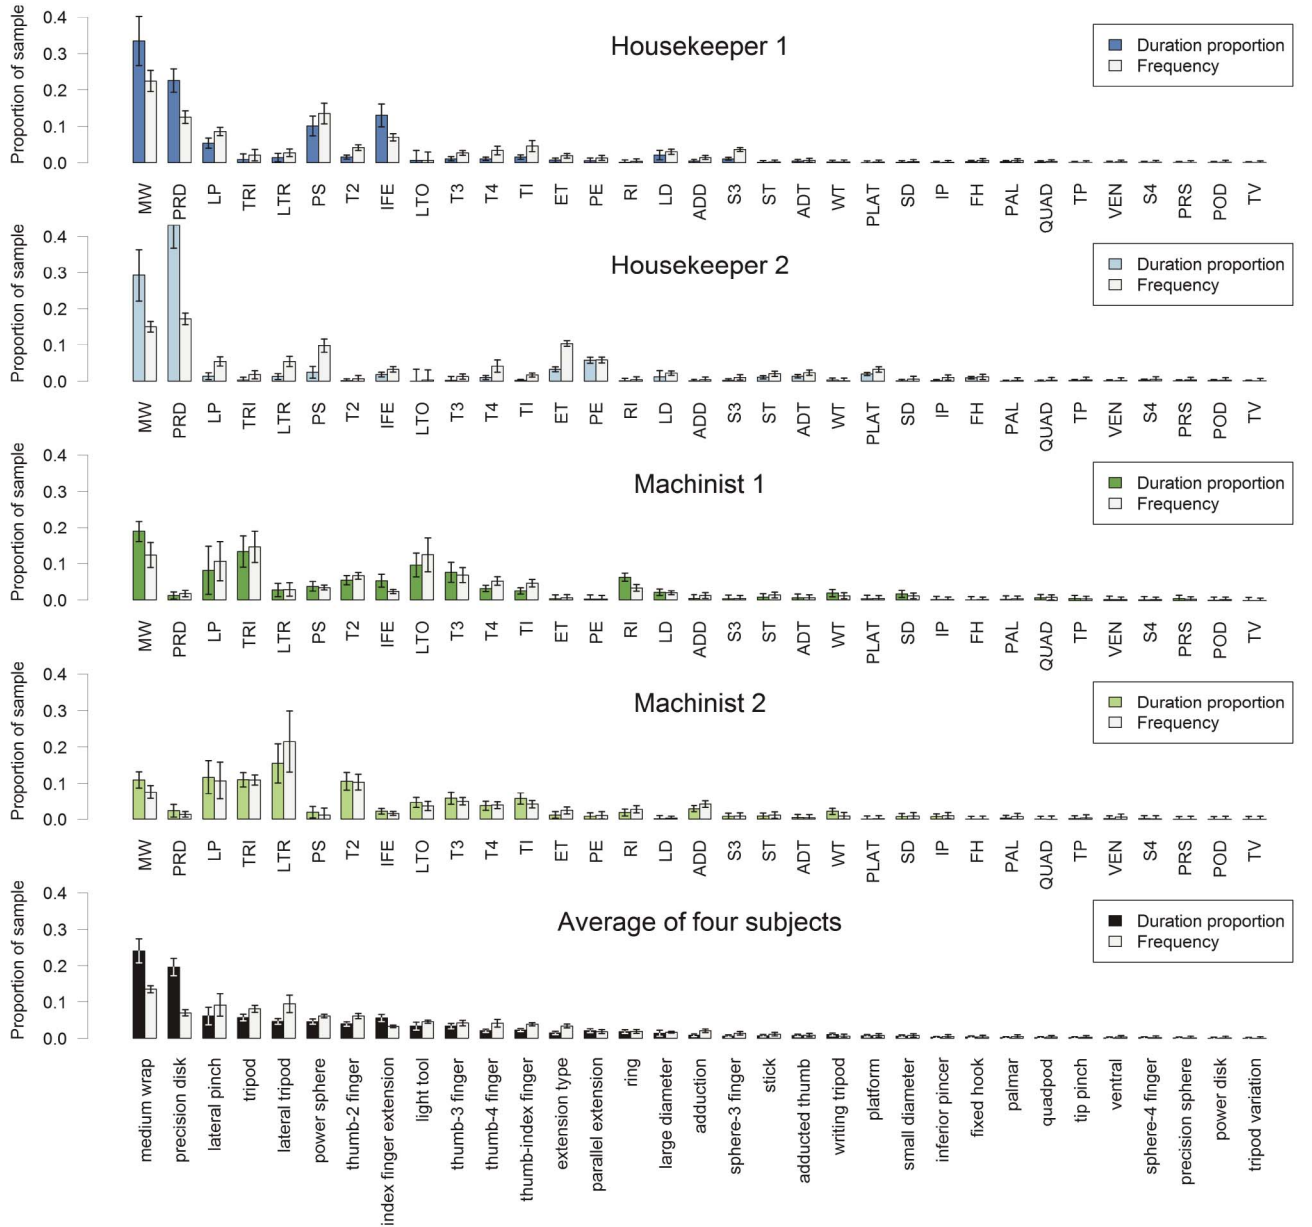 Proportion of sample
0.4
0.3
0.2
0.1
0.0
Housekeeper 1
Duration proportion
Frequency
MW PRD LP TRI LTR PS T2 IFE LTO T3 T4 TI ET PE RI LD ADD S3 ST ADT WT PLAT SD IP FH PAL QUAD TP VEN S4 PRS POD TV
Proportion of sample
0.4
0.3
0.2
0.1
0.0
Housekeeper 2
Duration proportion
Frequency
MW PRD LP TRI LTR PS T2 IFE LTO T3 T4 TI ET PE RI LD ADD S3 ST ADT WT PLAT SD IP FH PAL QUAD TP VEN S4 PRS POD TV
Proportion of sample
0.4
0.3
0.2
0.1
0.0
Machinist 1
Duration proportion
Frequency
MW PRD LP TRI LTR PS T2 IFE LTO T3 T4 TI ET PE RI LD ADD S3 ST ADT WT PLAT SD IP FH PAL QUAD TP VEN S4 PRS POD TV
Proportion of sample
0.4
0.3
0.2
0.1
0.0
Machinist 2
Duration proportion
Frequency
MW PRD LP TRI LTR PS T2 IFE LTO T3 T4 TI ET PE RI LD ADD S3 ST ADT WT PLAT SD IP FH PAL QUAD TP VEN S4 PRS POD TV
Proportion of sample
0.4
0.3
0.2
0.1
0.0
Average of four subjects
Duration proportion
Frequency
medium wrap
precision disk
lateral pinch
tripod
lateral tripod
power sphere
thumb-2 finger
index finger extension
light tool
thumb-3 finger
thumb-4 finger
thumb-index finger
extension type
parallel extension
ring
large diameter
adduction
sphere-3 finger
stick
adducted thumb
writing tripod
platform
small diameter
inferior pincer
fixed hook
palmar
quadpod
tip pinch
ventral
sphere-4 finger
precision sphere
power disk
tripod variation